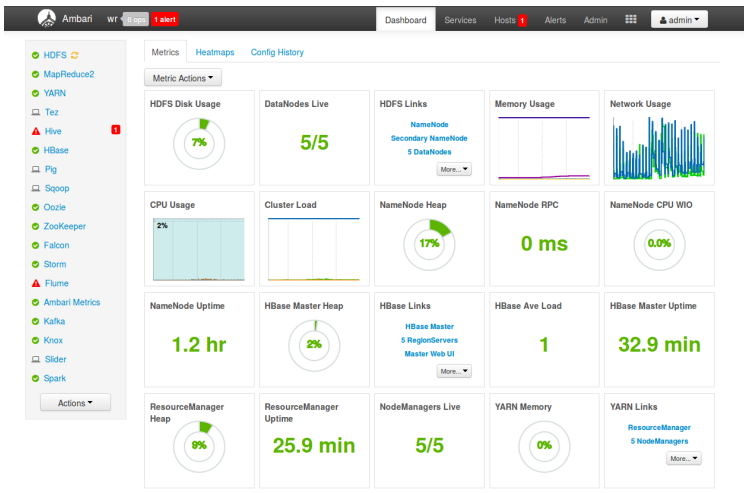 Ambari wr 0 ops 1 alert Dashboard Services Hosts 1 Alerts Admin admin
HDFS
MapReduce2
YARN
Tez
Hive 1
HBase
Pig
Sqoop
Oozie
ZooKeeper
Falcon
Storm
Flume
Ambari Metrics
Kafka
Knox
Slider
Spark
Actions
Metrics Heatmaps Config History
Metric Actions
HDFS Disk Usage
7%
DataNodes Live
5/5
HDFS Links
NameNode
Secondary NameNode
5 DataNodes
More...
Memory Usage
Network Usage
CPU Usage
2%
Cluster Load
NameNode Heap
17%
NameNode RPC
0 ms
NameNode CPU WIO
0.0%
NameNode Uptime
1.2 hr
HBase Master Heap
2%
HBase Links
HBase Master
5 RegionServers
Master Web UI
More...
HBase Ave Load
1
HBase Master Uptime
32.9 min
ResourceManager
Heap
9%
ResourceManager
Uptime
25.9 min
NodeManagers Live
5/5
YARN Memory
0%
YARN Links
ResourceManager
5 NodeManagers
More...